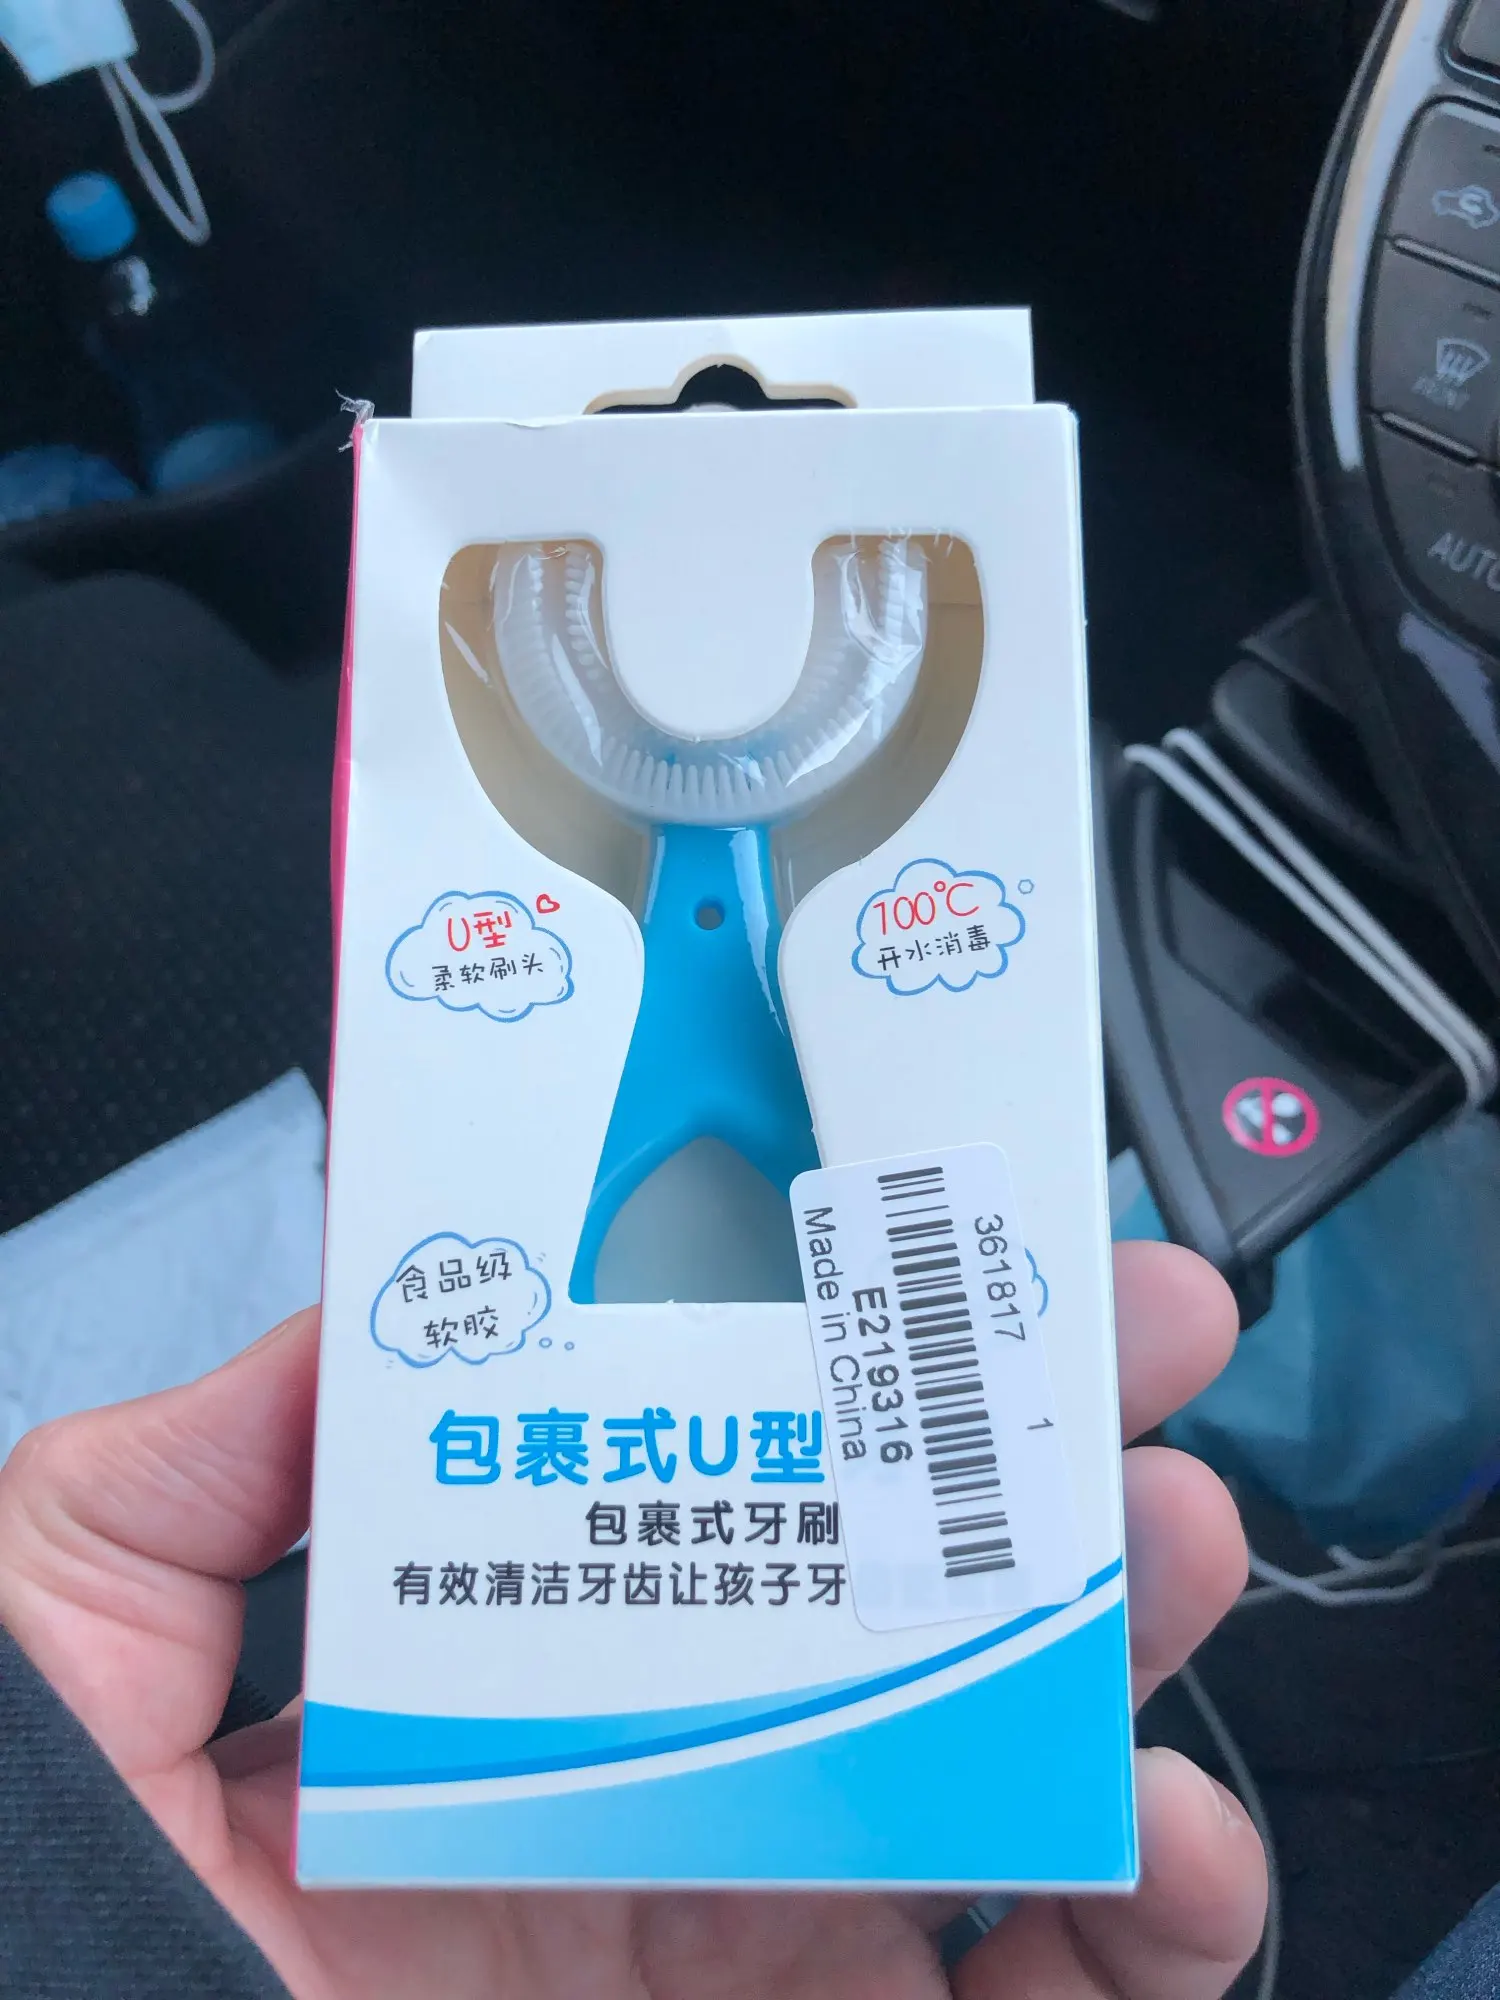 U型
柔软刷头
100℃
开水消毒
食品级
软胶
包裹式U型
包裹式牙刷
有效清洁牙齿让孩子牙
361817
1
E219316
Made in China
AUTO